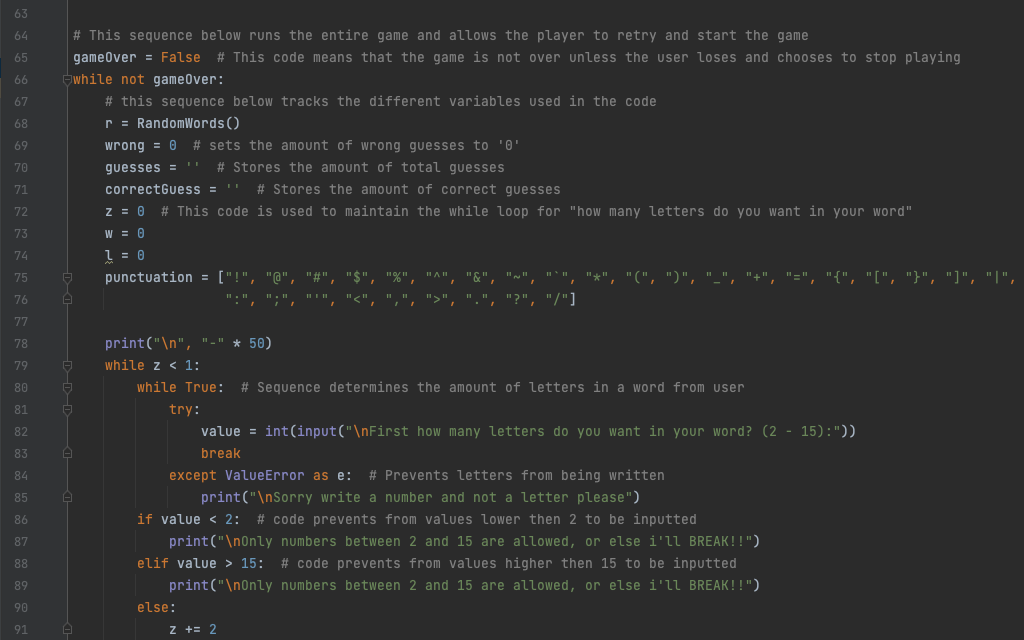 63
64 # This sequence below runs the entire game and allows the player to retry and start the game
65 gameOver = False  # This code means that the game is not over unless the user loses and chooses to stop playing
66 while not gameOver:
67     # this sequence below tracks the different variables used in the code
68     r = RandomWords()
69     wrong = 0  # sets the amount of wrong guesses to '0'
70     guesses = ''  # Stores the amount of total guesses
71     correctGuess = ''  # Stores the amount of correct guesses
72     z = 0  # This code is used to maintain the while loop for "how many letters do you want in your word"
73     w = 0
74     l = 0
75     punctuation = ["!", "@", "#", "$", "%", "^", "&", "~", "`", "*", "(", ")", "_", "+", "=", "{", "[", "}", "]", "|",
76                    ":", ";", "'", "<", ",", ">", ".", "?", "/"]
77
78     print("\n", "-" * 50)
79     while z < 1:
80         while True:  # Sequence determines the amount of letters in a word from user
81             try:
82                 value = int(input("\nFirst how many letters do you want in your word? (2 - 15):"))
83                 break
84             except ValueError as e:  # Prevents letters from being written
85                 print("\nSorry write a number and not a letter please")
86         if value < 2:  # code prevents from values lower then 2 to be inputted
87             print("\nOnly numbers between 2 and 15 are allowed, or else i'll BREAK!!")
88         elif value > 15:  # code prevents from values higher then 15 to be inputted
89             print("\nOnly numbers between 2 and 15 are allowed, or else i'll BREAK!!")
90         else:
91             z += 2